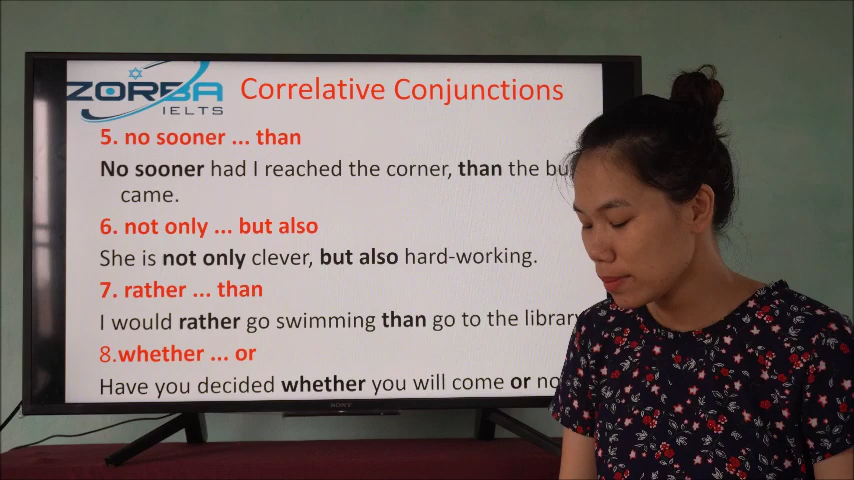 ZORBA
IELTS
Correlative Conjunctions
5. no sooner ... than
No sooner had I reached the corner, than the
came.
6. not only ... but also
She is not only clever, but also hard-working.
7. rather ... than
I would rather go swimming than go to the library
8.whether ... or
Have you decided whether you will come or
SONY